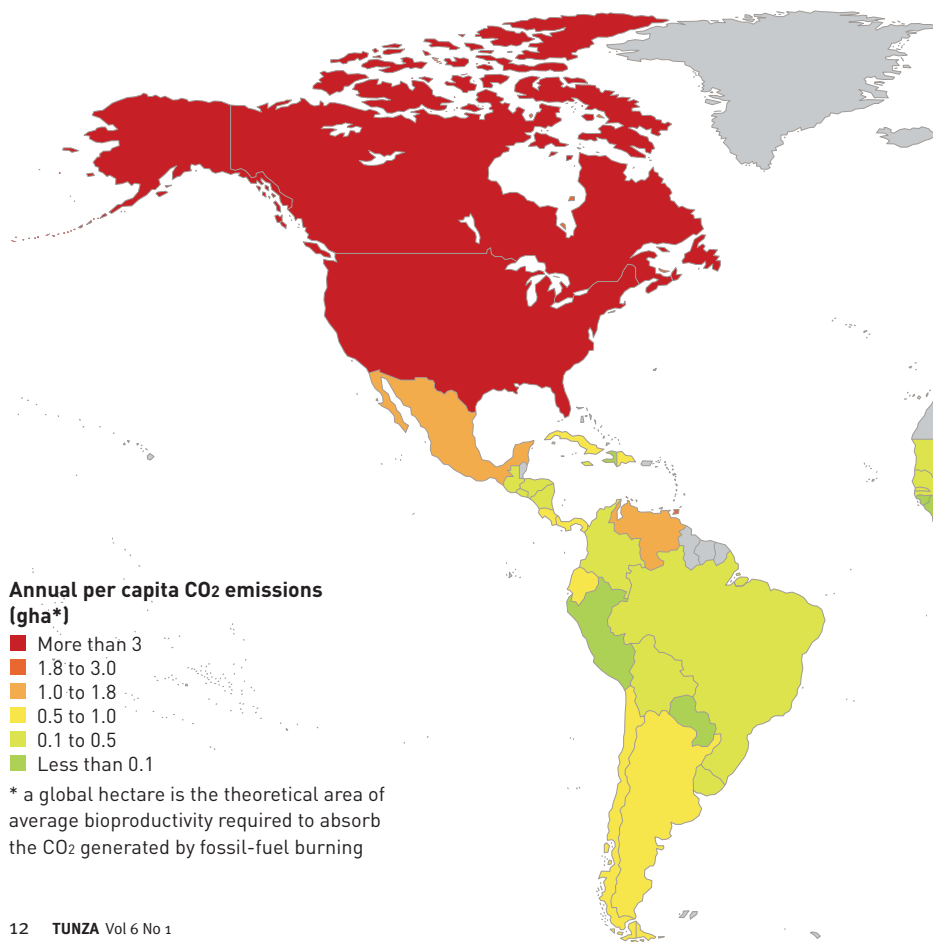 Annual per capita CO2 emissions
(gha*)
More than 3
1.8 to 3.0
1.0 to 1.8
0.5 to 1.0
0.1 to 0.5
Less than 0.1
* a global hectare is the theoretical area of
average bioproductivity required to absorb
the CO2 generated by fossil-fuel burning
12 TUNZA Vol 6 No 1